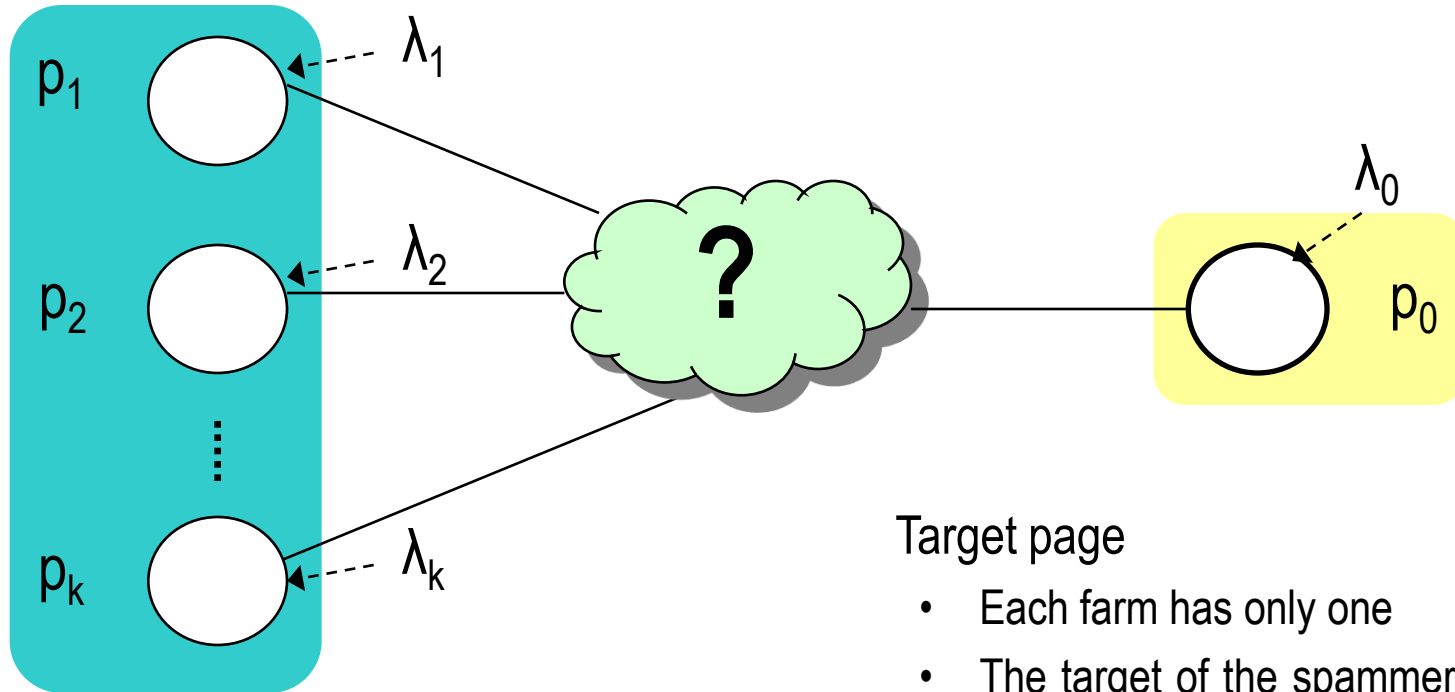 p1
λ1
p2
λ2
pk
λk
?
λ0
p0
Target page
• Each farm has only one
• The target of the spammer